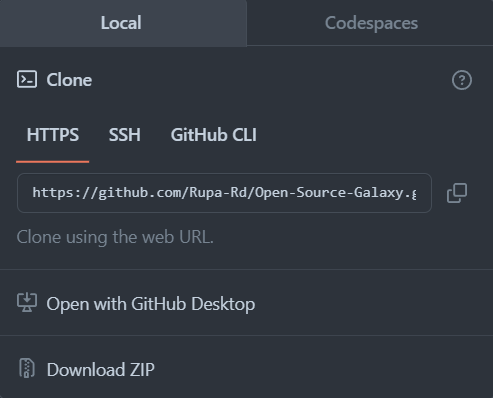 Local Codespaces
Clone
HTTPS SSH GitHub CLI
https://github.com/Rupa-Rd/Open-Source-Galaxy.g
Clone using the web URL.
Open with GitHub Desktop
Download ZIP